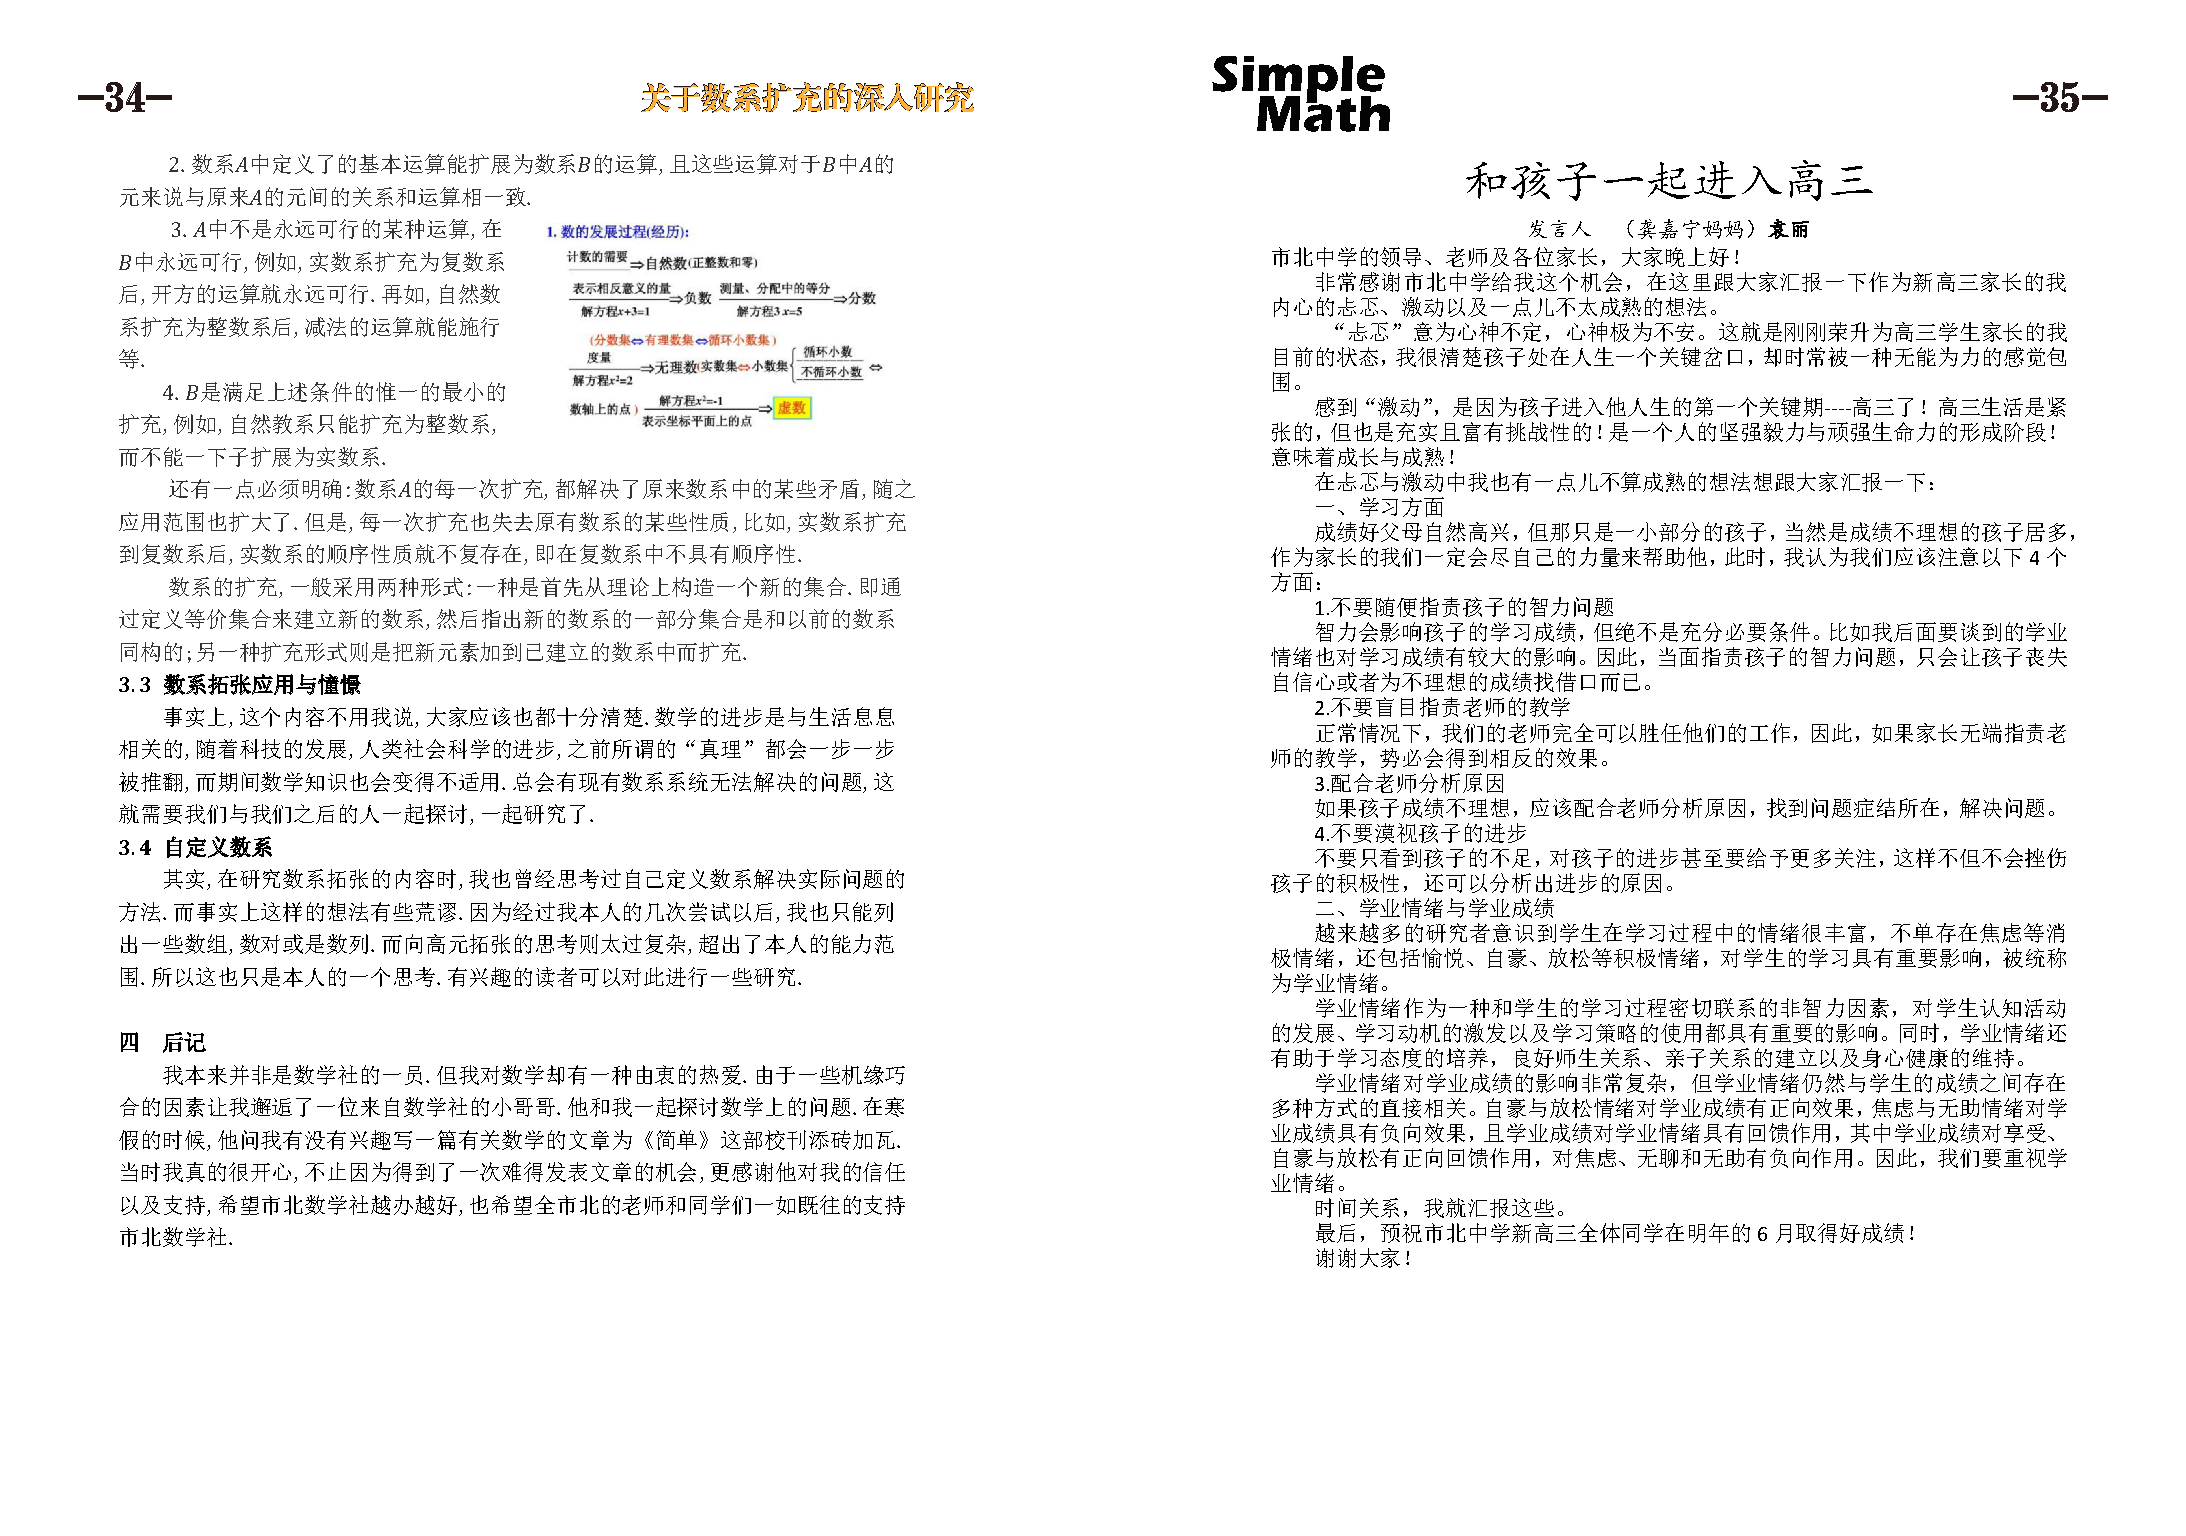 —34—
关于数系扩充的深入研究
2. 数系A中定义了的基本运算能扩展为数系B的运算, 且这些运算对于B中A的
元来说与原来A的元间的关系和运算相一致.
3. A中不是永远可行的某种运算, 在
B中永远可行, 例如, 实数系扩充为复数系
后, 开方的运算就永远可行. 再如, 自然数
系扩充为整数系后, 减法的运算就能施行
等.
4. B是满足上述条件的惟一的最小的
扩充, 例如, 自然教系只能扩充为整数系,
而不能一下子扩展为实数系.
1. 数的发展过程(经历):
计数的需要⇒自然数(正整数和零)
表示相反意义的量⇒负数 测量、分配中的等分⇒分数
解方程x+3=1 解方程3x=5
(分数集⇔有理数集⇔循环小数集)
度量⇒无理数(实数集⇔小数集{循环小数 不循环小数 ⇔
解方程x²=2
数轴上的点) 解方程x²=-1 ⇒ 虚数
表示坐标平面上的点
还有一点必须明确: 数系A的每一次扩充, 都解决了原来数系中的某些矛盾, 随之
应用范围也扩大了. 但是, 每一次扩充也失去原有数系的某些性质, 比如, 实数系扩充
到复数系后, 实数系的顺序性质就不复存在, 即在复数系中不具有顺序性.
数系的扩充, 一般采用两种形式: 一种是首先从理论上构造一个新的集合. 即通
过定义等价集合来建立新的数系, 然后指出新的数系的一部分集合是和以前的数系
同构的; 另一种扩充形式则是把新元素加到已建立的数系中而扩充.
3.3 数系拓张应用与憧憬
事实上, 这个内容不用我说, 大家应该也都十分清楚. 数学的进步是与生活息息
相关的, 随着科技的发展, 人类社会科学的进步, 之前所谓的“真理”都会一步一步
被推翻, 而期间数学知识也会变得不适用. 总会有现有数系系统无法解决的问题, 这
就需要我们与我们之后的人一起探讨, 一起研究了.
3.4 自定义数系
其实, 在研究数系拓张的内容时, 我也曾经思考过自己定义数系解决实际问题的
方法. 而事实上这样的想法有些荒谬. 因为经过我本人的几次尝试以后, 我也只能列
出一些数组, 数对或是数列. 而向高元拓张的思考则太过复杂, 超出了本人的能力范
围. 所以这也只是本人的一个思考. 有兴趣的读者可以对此进行一些研究.
四 后记
我本来并非是数学社的一员. 但我对数学却有一种由衷的热爱. 由于一些机缘巧
合的因素让我邂逅了一位来自数学社的小哥哥. 他和我一起探讨数学上的问题. 在寒
假的时候, 他问我有没有兴趣写一篇有关数学的文章为《简单》这部校刊添砖加瓦.
当时我真的很开心, 不止因为得到了一次难得发表文章的机会, 更感谢他对我的信任
以及支持, 希望市北数学社越办越好, 也希望全市北的老师和同学们一如既往的支持
市北数学社.
Simple
Math
—35—
和孩子一起进入高三
发言人 （龚嘉宁妈妈）袁丽
市北中学的领导、老师及各位家长，大家晚上好！
非常感谢市北中学给我这个机会，在这里跟大家汇报一下作为新高三家长的我
内心的忐忑、激动以及一点儿不太成熟的想法。
“忐忑”意为心神不定，心神极为不安。这就是刚刚荣升为高三学生家长的我
目前的状态，我很清楚孩子处在人生一个关键岔口，却时常被一种无能为力的感觉包
围。
感到“激动”，是因为孩子进入他人生的第一个关键期----高三了！高三生活是紧
张的，但也是充实且富有挑战性的！是一个人的坚强毅力与顽强生命力的形成阶段！
意味着成长与成熟！
在忐忑与激动中我也有一点儿不算成熟的想法想跟大家汇报一下：
一、学习方面
成绩好父母自然高兴，但那只是一小部分的孩子，当然是成绩不理想的孩子居多，
作为家长的我们一定会尽自己的力量来帮助他，此时，我认为我们应该注意以下 4 个
方面：
1.不要随便指责孩子的智力问题
智力会影响孩子的学习成绩，但绝不是充分必要条件。比如我后面要谈到的学业
情绪也对学习成绩有较大的影响。因此，当面指责孩子的智力问题，只会让孩子丧失
自信心或者为不理想的成绩找借口而已。
2.不要盲目指责老师的教学
正常情况下，我们的老师完全可以胜任他们的工作，因此，如果家长无端指责老
师的教学，势必会得到相反的效果。
3.配合老师分析原因
如果孩子成绩不理想，应该配合老师分析原因，找到问题症结所在，解决问题。
4.不要漠视孩子的进步
不要只看到孩子的不足，对孩子的进步甚至要给予更多关注，这样不但不会挫伤
孩子的积极性，还可以分析出进步的原因。
二、学业情绪与学业成绩
越来越多的研究者意识到学生在学习过程中的情绪很丰富，不单存在焦虑等消
极情绪，还包括愉悦、自豪、放松等积极情绪，对学生的学习具有重要影响，被统称
为学业情绪。
学业情绪作为一种和学生的学习过程密切联系的非智力因素，对学生认知活动
的发展、学习动机的激发以及学习策略的使用都具有重要的影响。同时，学业情绪还
有助于学习态度的培养，良好师生关系、亲子关系的建立以及身心健康的维持。
学业情绪对学业成绩的影响非常复杂，但学业情绪仍然与学生的成绩之间存在
多种方式的直接相关。自豪与放松情绪对学业成绩有正向效果，焦虑与无助情绪对学
业成绩具有负向效果，且学业成绩对学业情绪具有回馈作用，其中学业成绩对享受、
自豪与放松有正向回馈作用，对焦虑、无聊和无助有负向作用。因此，我们要重视学
业情绪。
时间关系，我就汇报这些。
最后，预祝市北中学新高三全体同学在明年的 6 月取得好成绩！
谢谢大家！